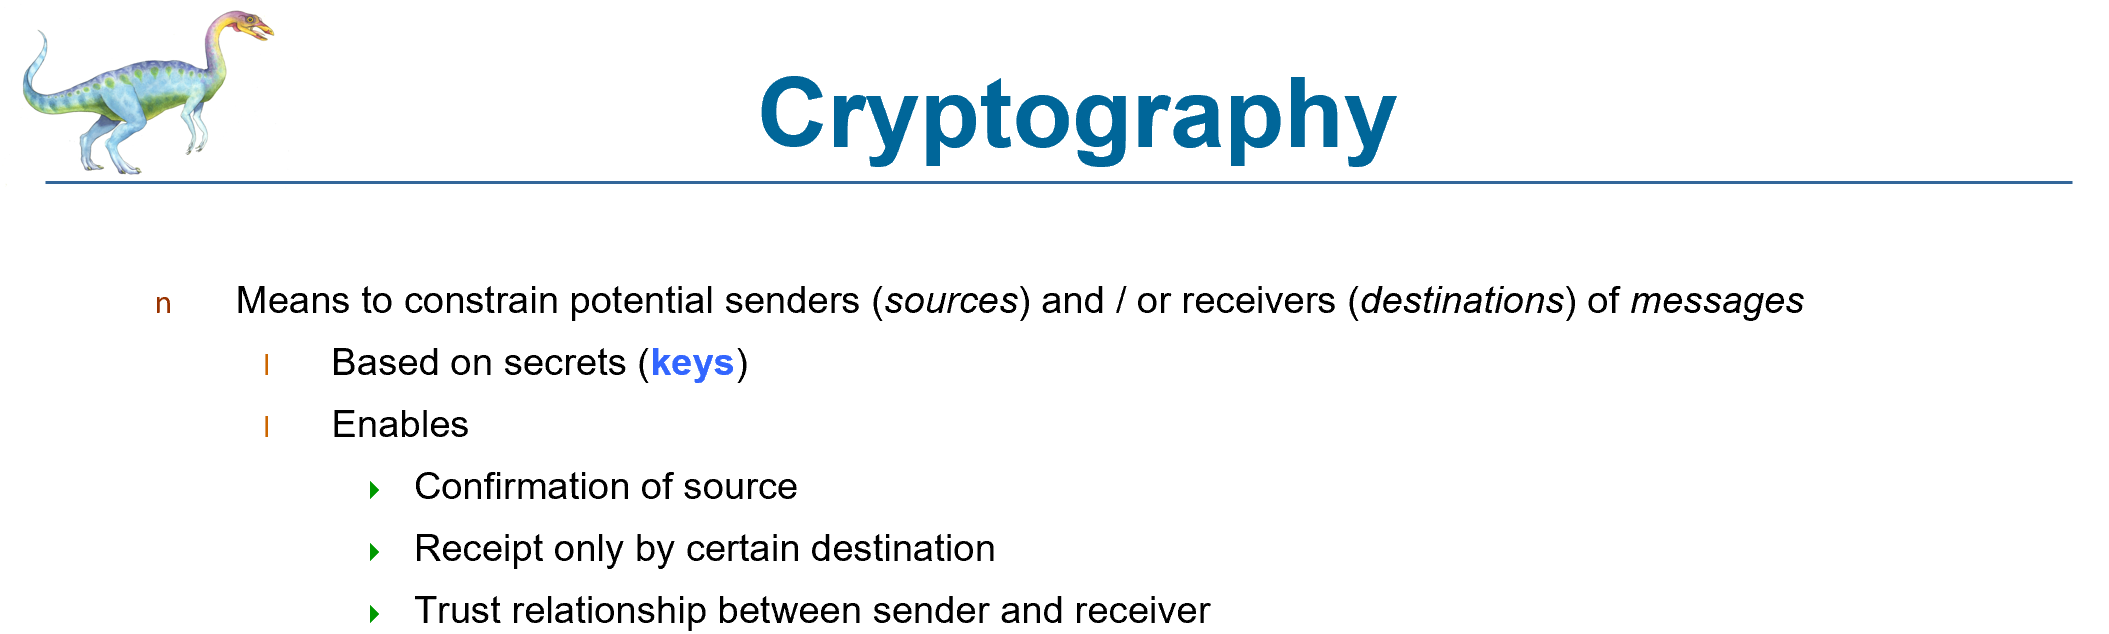 Cryptography
n Means to constrain potential senders (sources) and / or receivers (destinations) of messages
l Based on secrets (keys)
l Enables
Confirmation of source
Receipt only by certain destination
Trust relationship between sender and receiver